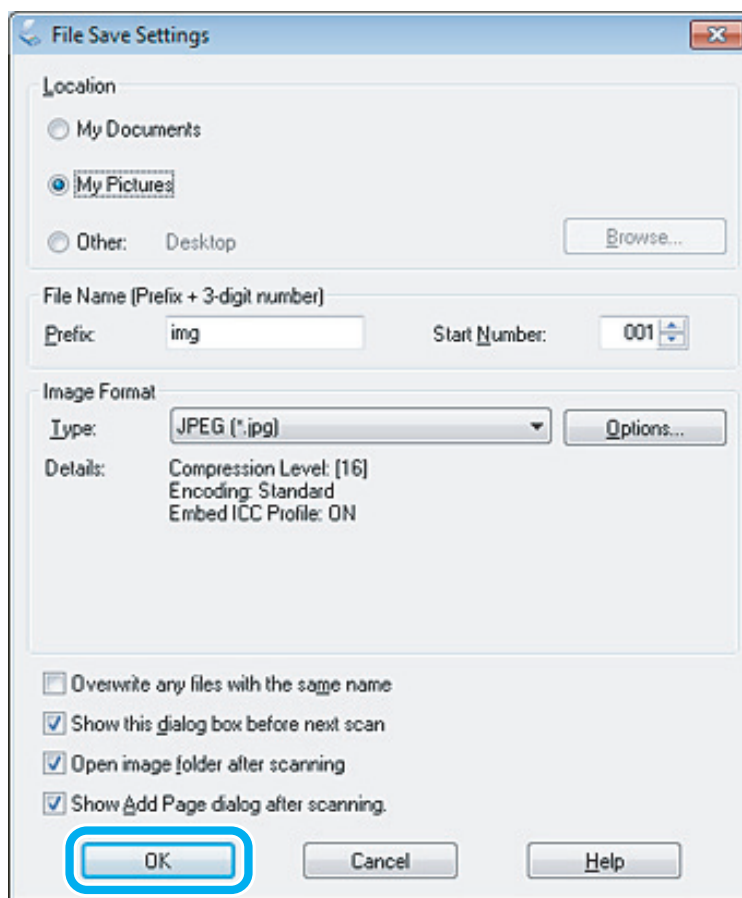 File Save Settings
Location
My Documents
My Pictures
Other: Desktop Browse...
File Name (Prefix + 3-digit number)
Prefix: img Start Number: 001
Image Format
Type: JPEG (*.jpg) Options...
Details: Compression Level: [16]
Encoding: Standard
Embed ICC Profile: ON
Overwrite any files with the same name
Show this dialog box before next scan
Open image folder after scanning
Show Add Page dialog after scanning.
OK Cancel Help